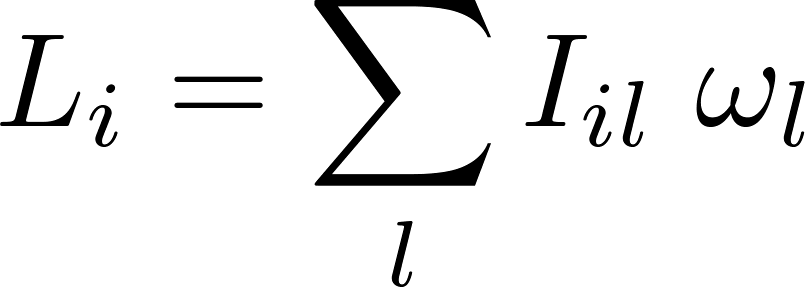 L_i = \sum_l I_{il} \omega_l